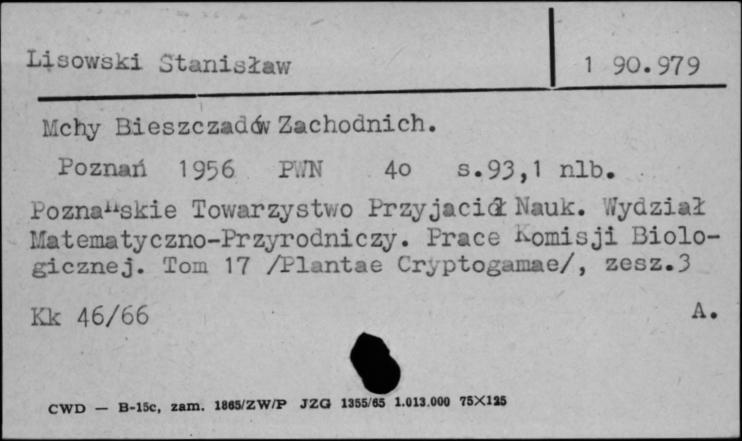 Lisowski Stanisław
1 90.979
Mchy Bieszczadów Zachodnich.
Poznań 1956 PWN 4o s.93,1 nlb.
Poznańskie Towarzystwo Przyjaciół Nauk. Wydział
Matematyczno-Przyrodniczy. Prace Komisji Biolo-
gicznej. Tom 17 /Plantae Cryptogamae/, zesz.3
Kk 46/66
A.
CWD — B-15c, zam. 1865/ZW/P JZG 1355/65 1.013.000 75X125